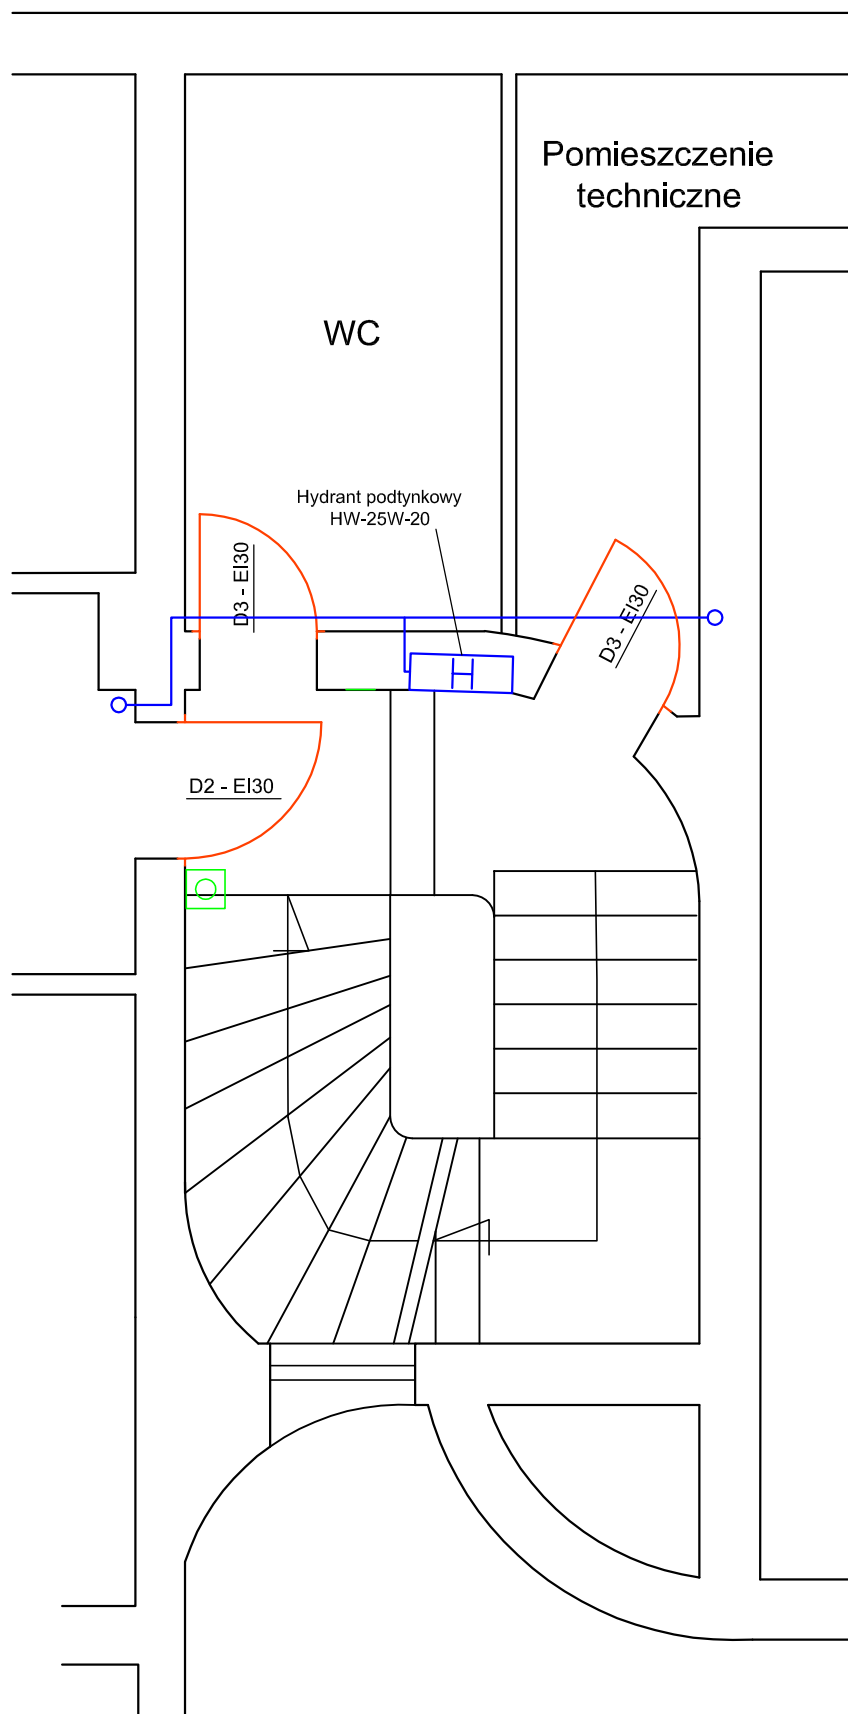 Pomieszczenie
techniczne
WC
Hydrant podtynkowy
HW-25W-20
D3 - EI30
D3 - EI30
H
D2 - EI30